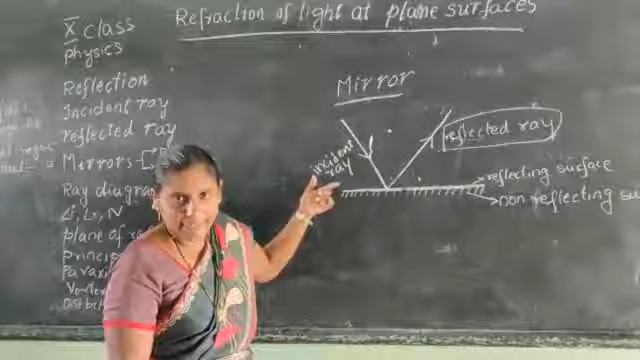 Refraction of light at plane surfaces
X class
physics
Reflection
Incident ray
reflected ray
Mirrors
Ray diagra
∠i, ∠r, N
plane of re
princip
Paraxi
Mirror
incident
ray
reflected ray
reflecting surface
non reflecting su